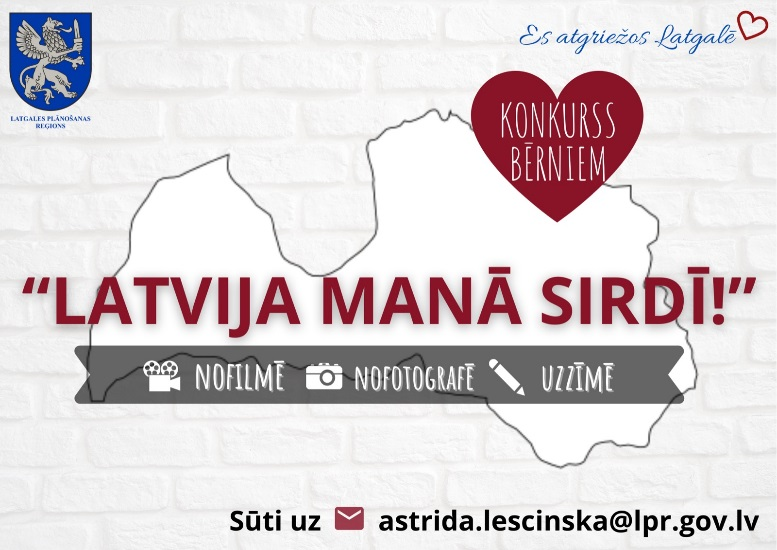 Es atgriežos Latgalē
LATGALES PLĀNOŠANAS
REGIONS
KONKURSS
BĒRNIEM
“LATVIJA MANĀ SIRDĪ!”
NOFILMĒ NOFOTOGRAFĒ UZZĪMĒ
Sūti uz astrida.lescinska@lpr.gov.lv